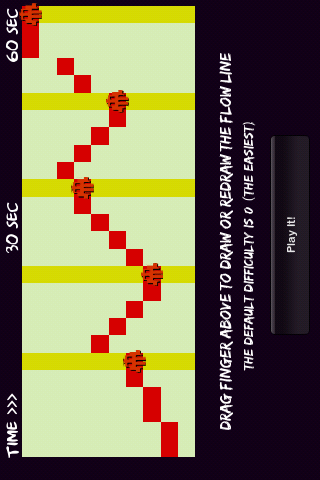 TIME >>>
30 SEC
60 SEC
DRAG FINGER ABOVE TO DRAW OR REDRAW THE FLOW LINE
THE DEFAULT DIFFICULTY IS 0 (THE EASIEST)
Play It!